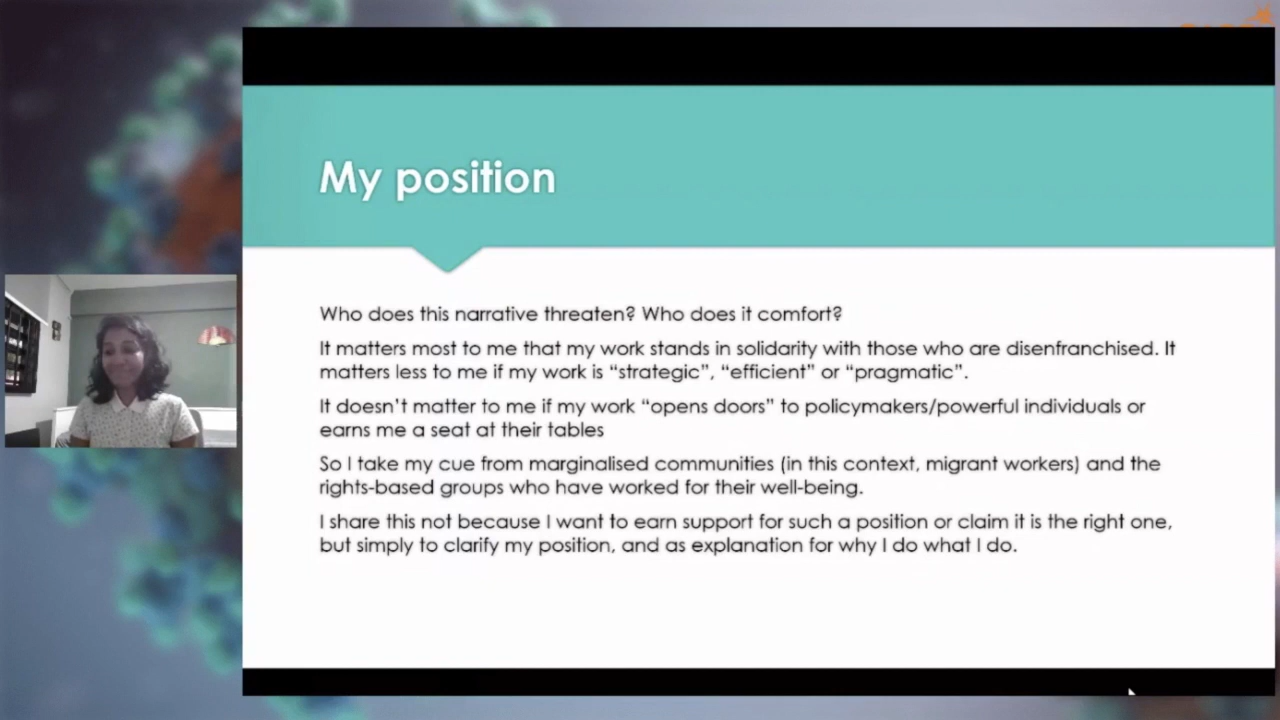 My position
Who does this narrative threaten? Who does it comfort?
It matters most to me that my work stands in solidarity with those who are disenfranchised. It
matters less to me if my work is “strategic”, “efficient” or “pragmatic”.
It doesn’t matter to me if my work “opens doors” to policymakers/powerful individuals or
earns me a seat at their tables
So I take my cue from marginalised communities (in this context, migrant workers) and the
rights-based groups who have worked for their well-being.
I share this not because I want to earn support for such a position or claim it is the right one,
but simply to clarify my position, and as explanation for why I do what I do.